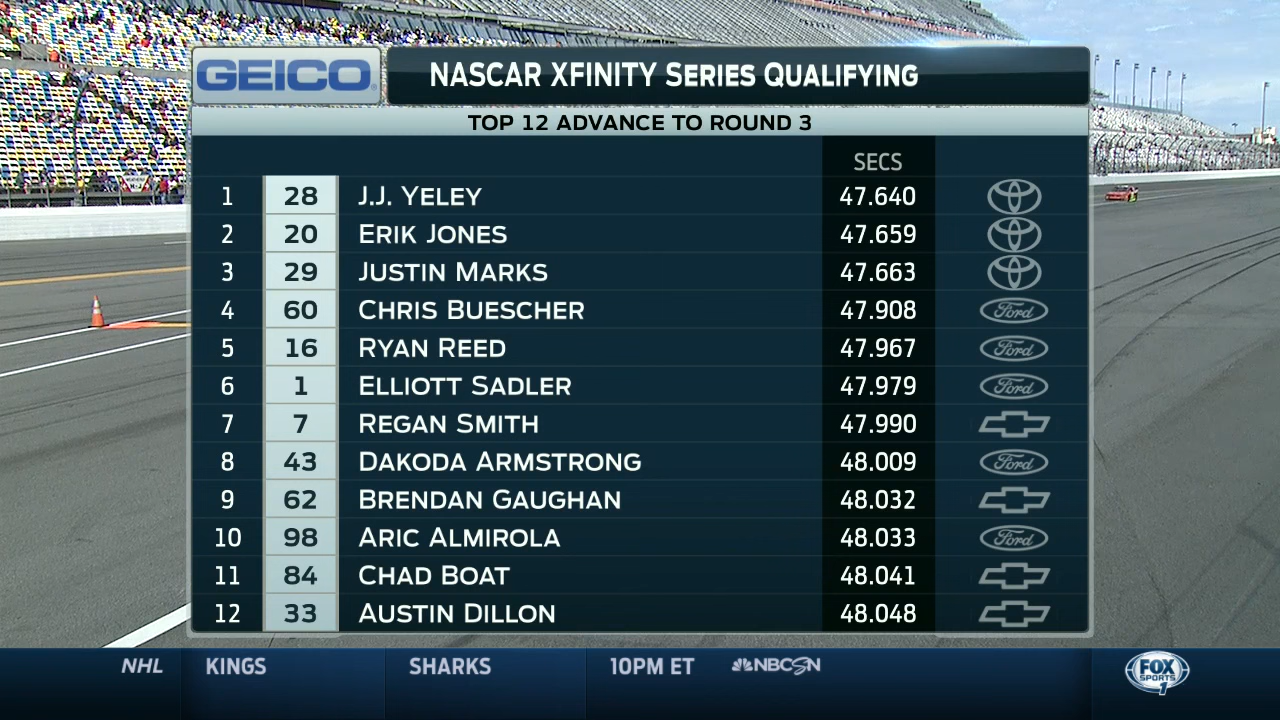 GEICO NASCAR XFINITY SERIES QUALIFYING
TOP 12 ADVANCE TO ROUND 3
SECS
1 28 J.J. YELEY 47.640
2 20 ERIK JONES 47.659
3 29 JUSTIN MARKS 47.663
4 60 CHRIS BUESCHER 47.908 Ford
5 16 RYAN REED 47.967 Ford
6 1 ELLIOTT SADLER 47.979 Ford
7 7 REGAN SMITH 47.990
8 43 DAKODA ARMSTRONG 48.009 Ford
9 62 BRENDAN GAUGHAN 48.032
10 98 ARIC ALMIROLA 48.033 Ford
11 84 CHAD BOAT 48.041
12 33 AUSTIN DILLON 48.048
NHL KINGS SHARKS 10PM ET NBCSN FOX SPORTS 1